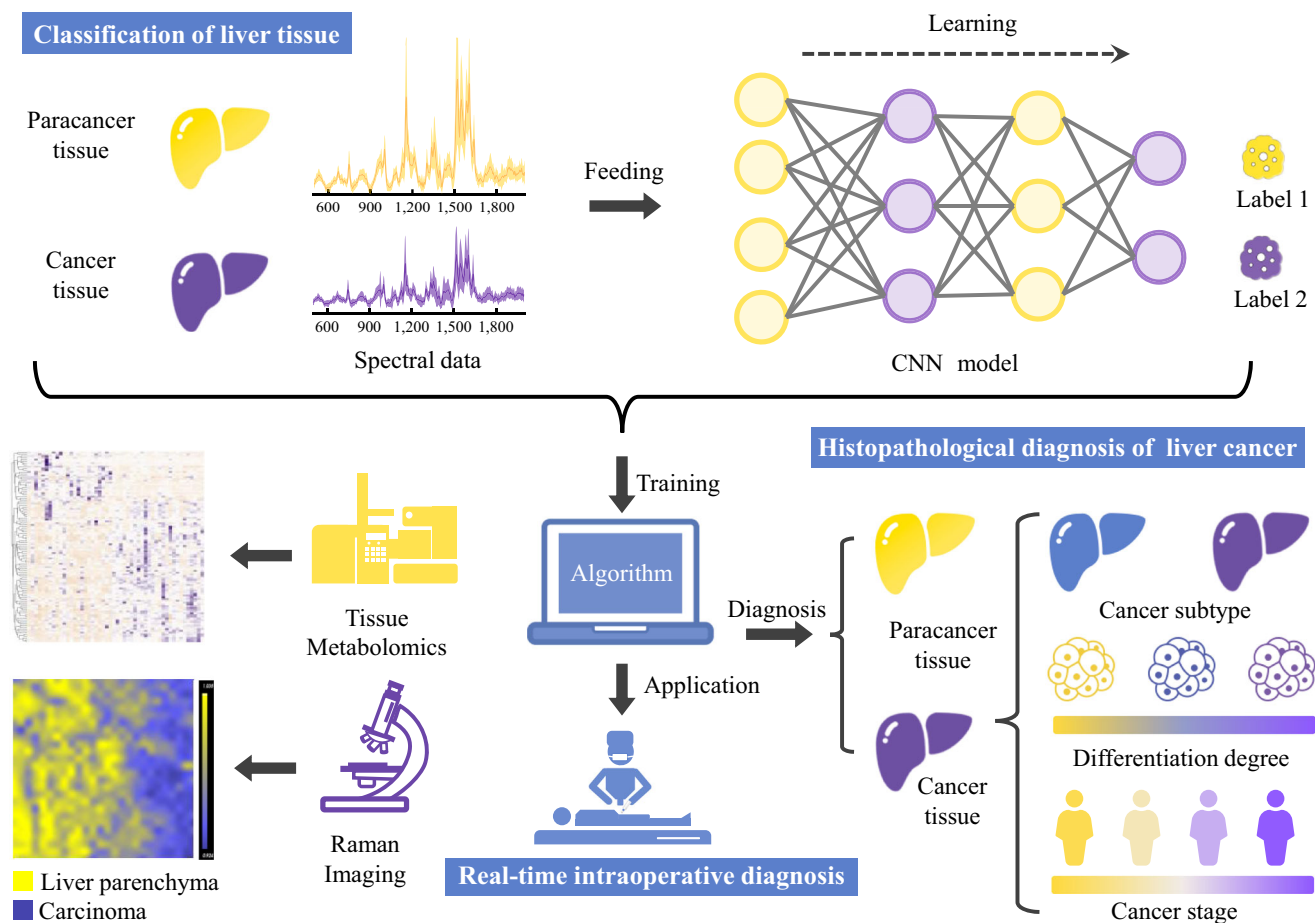 Classification of liver tissue
Learning
Paracancer
tissue
600 900 1,200 1,500 1,800
Feeding
Label 1
Cancer
tissue
600 900 1,200 1,500 1,800
Label 2
Spectral data
CNN model
Histopathological diagnosis of liver cancer
Training
Algorithm
Tissue
Metabolomics
Diagnosis
Paracancer
tissue
Cancer subtype
Application
Differentiation degree
Cancer
tissue
Raman
Imaging
Real-time intraoperative diagnosis
Liver parenchyma
Carcinoma
Cancer stage